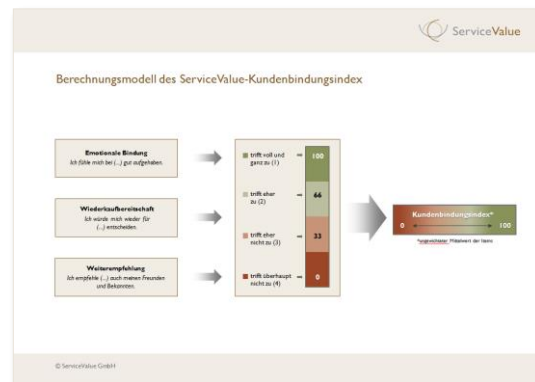 ServiceValue
Berechnungsmodell des ServiceValue-Kundenbindungsindex
Emotionale Bindung
Ich fühle mich bei (...) gut aufgehoben.
Wiederkaufbereitschaft
Ich würde mich wieder für
(...) entscheiden.
Weiterempfehlung
Ich empfehle (...) auch meinen Freunden
und Bekannten.
trifft voll und
ganz zu (1)
= 100
trifft eher
zu (2)
= 66
trifft eher
nicht zu (3)
= 33
trifft überhaupt
nicht zu (4)
= 0
Kundenbindungsindex*
0 100
*ungewichteter Mittelwert der Items
© ServiceValue GmbH